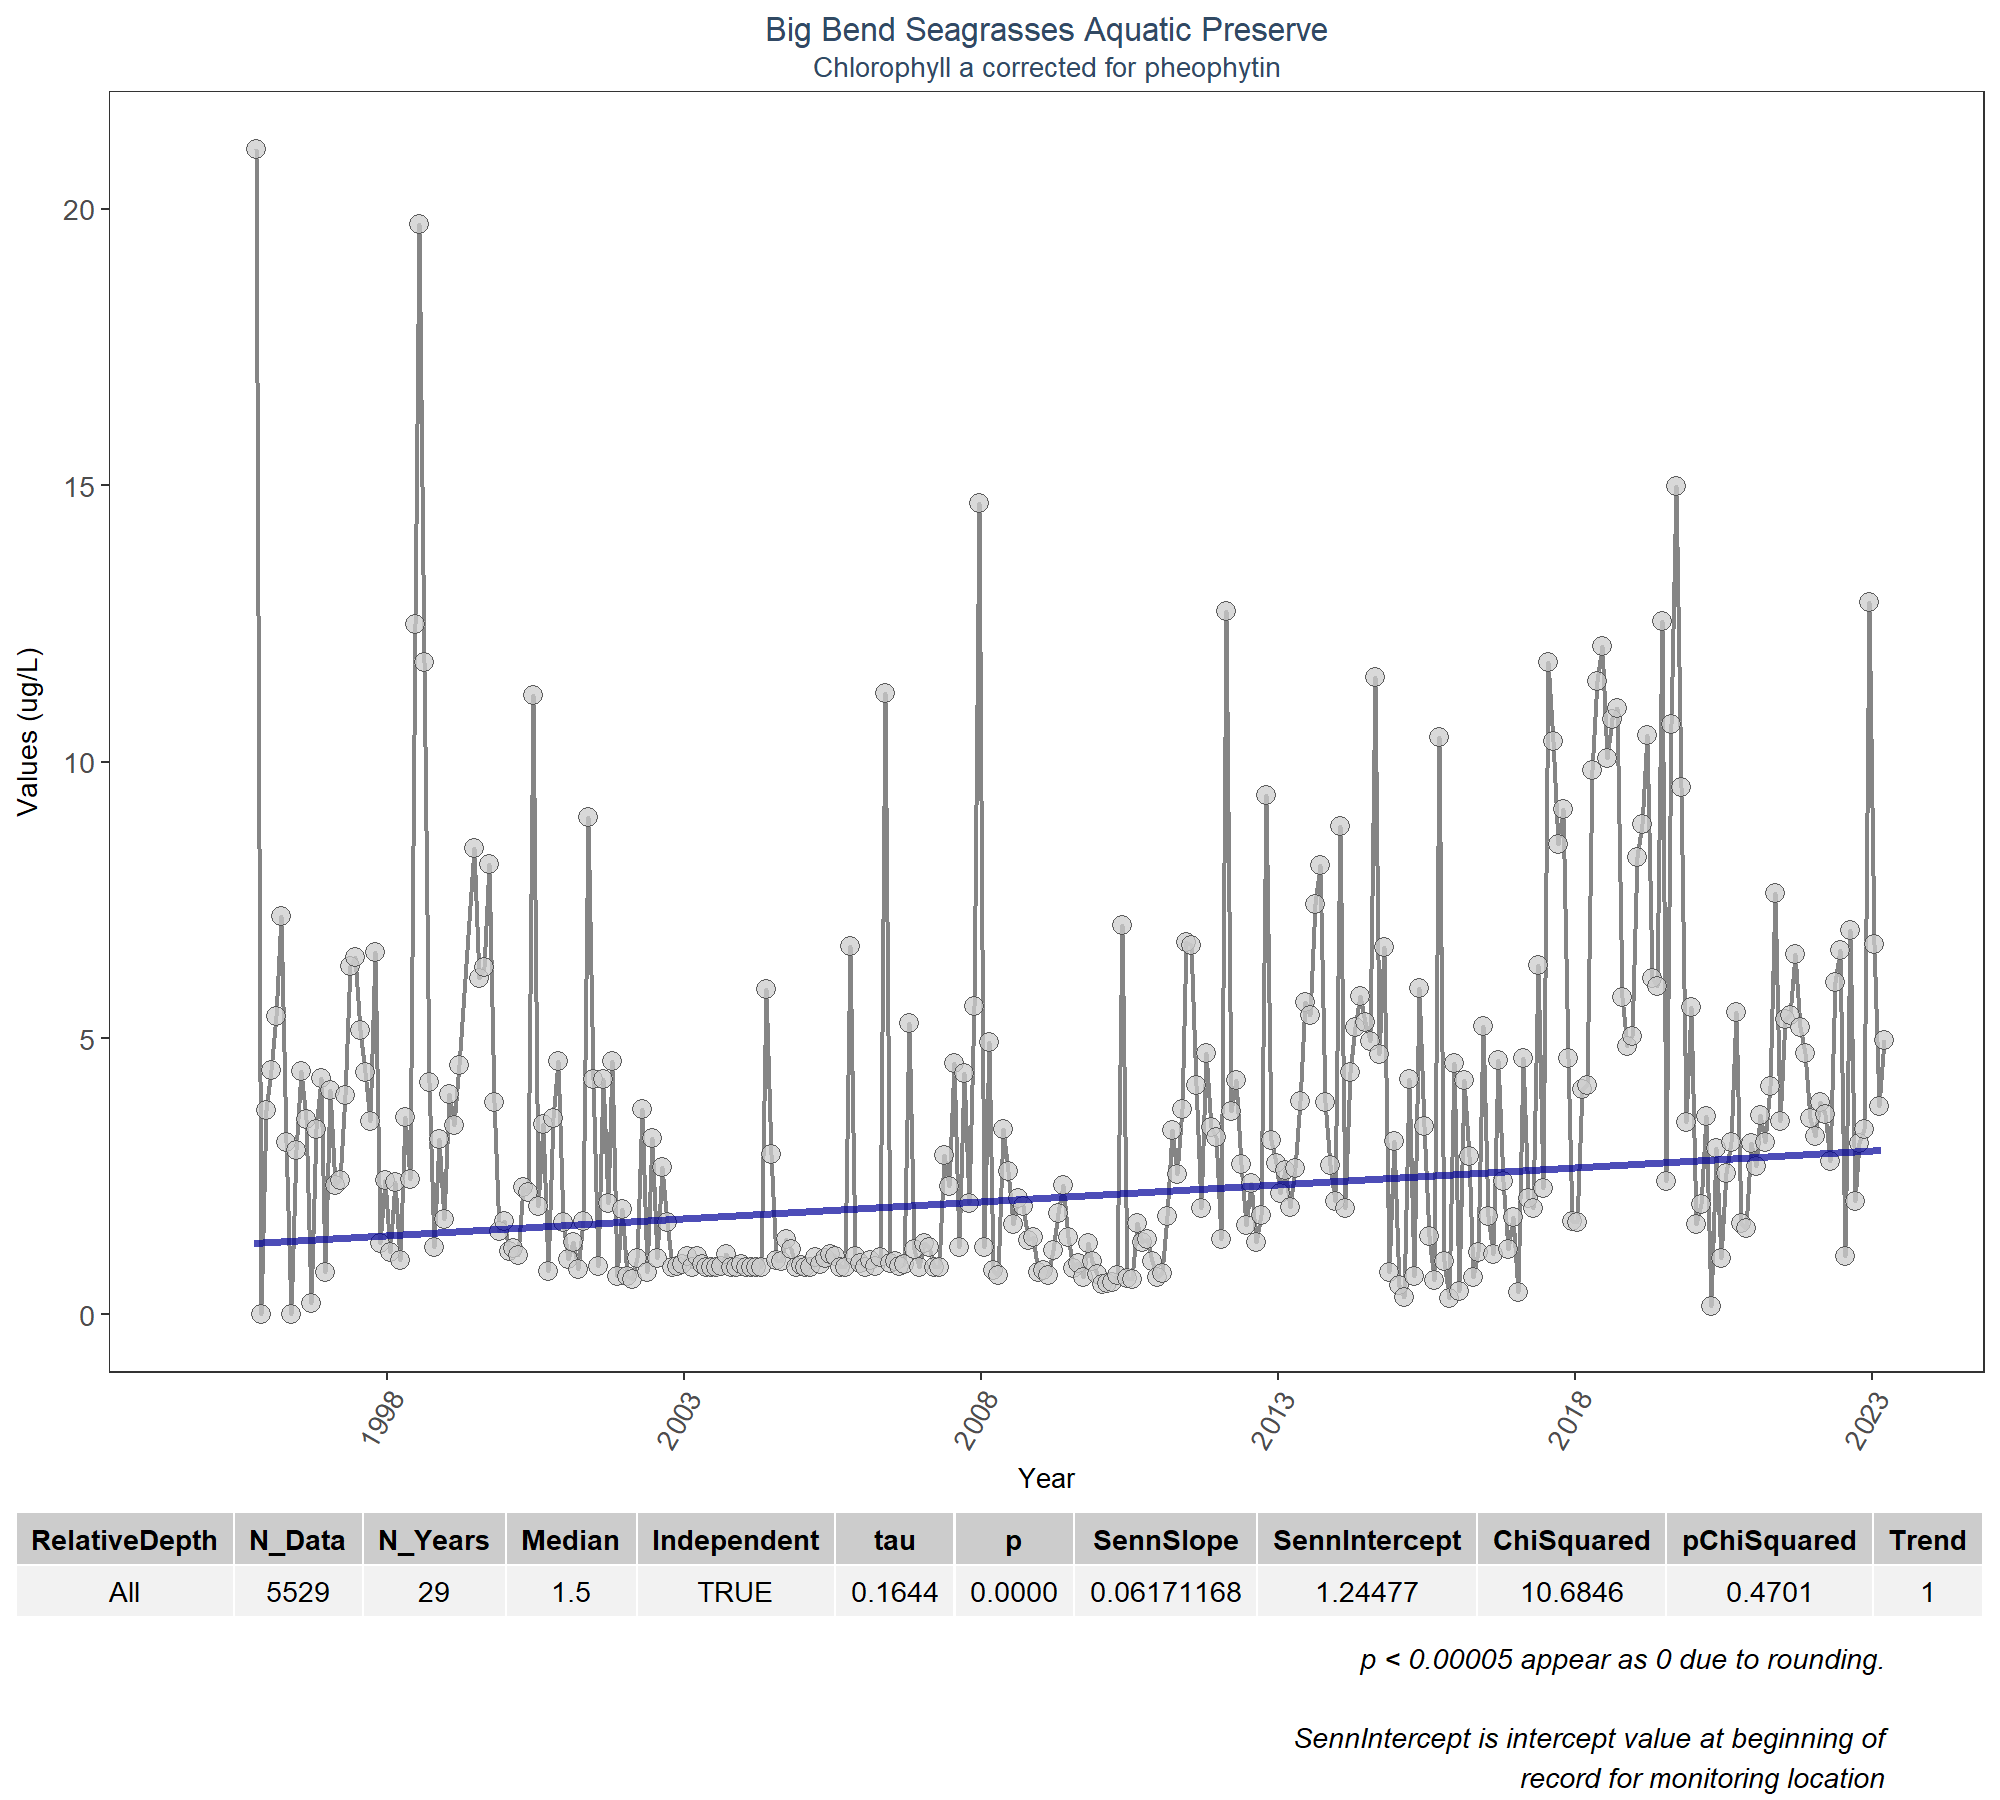 Big Bend Seagrasses Aquatic Preserve
Chlorophyll a corrected for pheophytin
20
15
10
5
0
Values (ug/L)
1998 2003 2008 2013 2018 2023
Year
RelativeDepth N_Data N_Years Median Independent tau p SennSlope SennIntercept ChiSquared pChiSquared Trend
All 5529 29 1.5 TRUE 0.1644 0.0000 0.06171168 1.24477 10.6846 0.4701 1
p < 0.00005 appear as 0 due to rounding.
SennIntercept is intercept value at beginning of
record for monitoring location